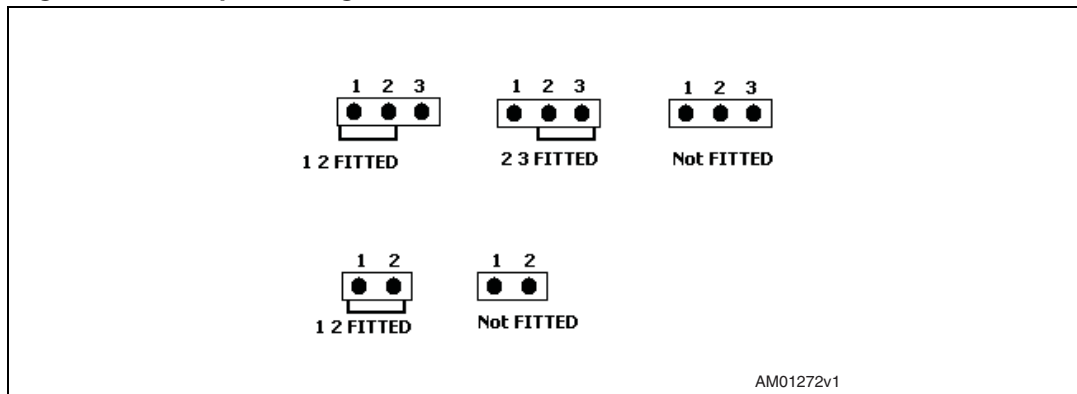 1 2 3 1 2 3 1 2 3
1 2 FITTED 2 3 FITTED Not FITTED
1 2 1 2
1 2 FITTED Not FITTED
AM01272v1